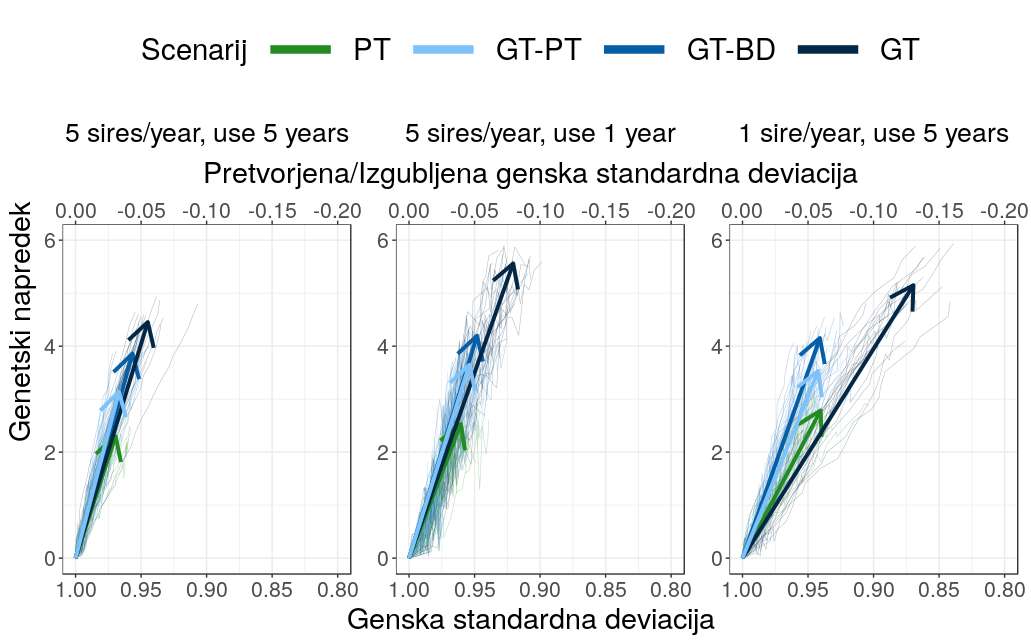 Scenarij PT GT-PT GT-BD GT
5 sires/year, use 5 years 5 sires/year, use 1 year 1 sire/year, use 5 years
Pretvorjena/Izgubljena genska standardna deviacija
0.00 -0.05 -0.10 -0.15 -0.20 0.00 -0.05 -0.10 -0.15 -0.20 0.00 -0.05 -0.10 -0.15 -0.20
Genetski napredek
6 6 6
4 4 4
2 2 2
0 0 0
1.00 0.95 0.90 0.85 0.80 1.00 0.95 0.90 0.85 0.80 1.00 0.95 0.90 0.85 0.80
Genska standardna deviacija